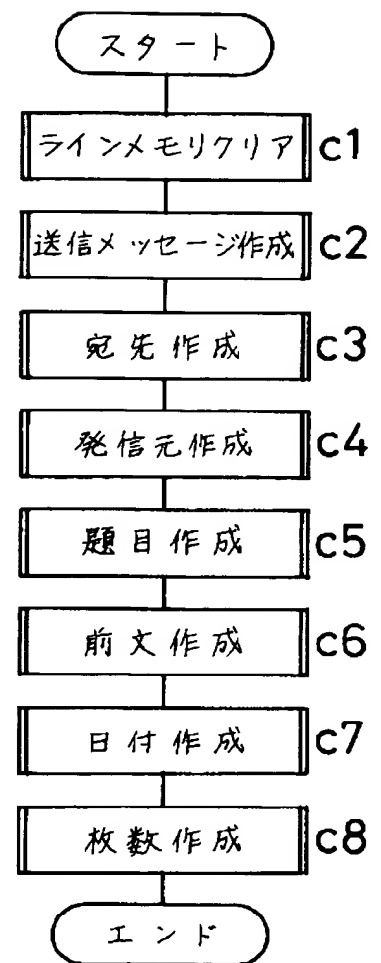 スタート
ラインメモリクリア c1
送信メッセージ作成 c2
宛先作成 c3
発信元作成 c4
題目作成 c5
前文作成 c6
日付作成 c7
枚数作成 c8
エンド